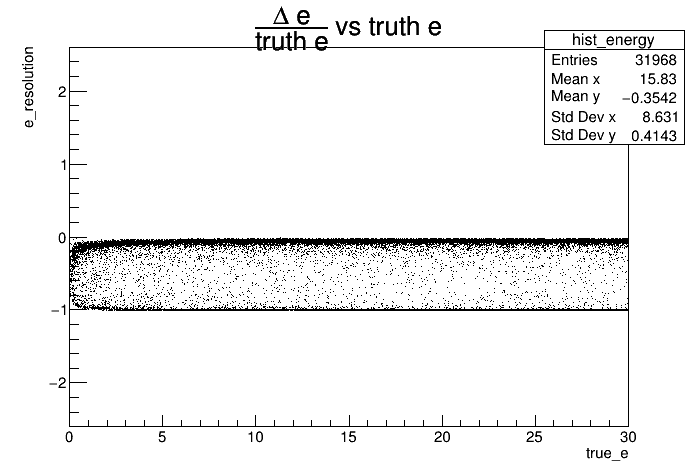 Δ e
truth e
vs truth e
hist_energy
Entries 31968
Mean x 15.83
Mean y −0.3542
Std Dev x 8.631
Std Dev y 0.4143
e_resolution
2
1
0
−1
−2
0 5 10 15 20 25 30
true_e